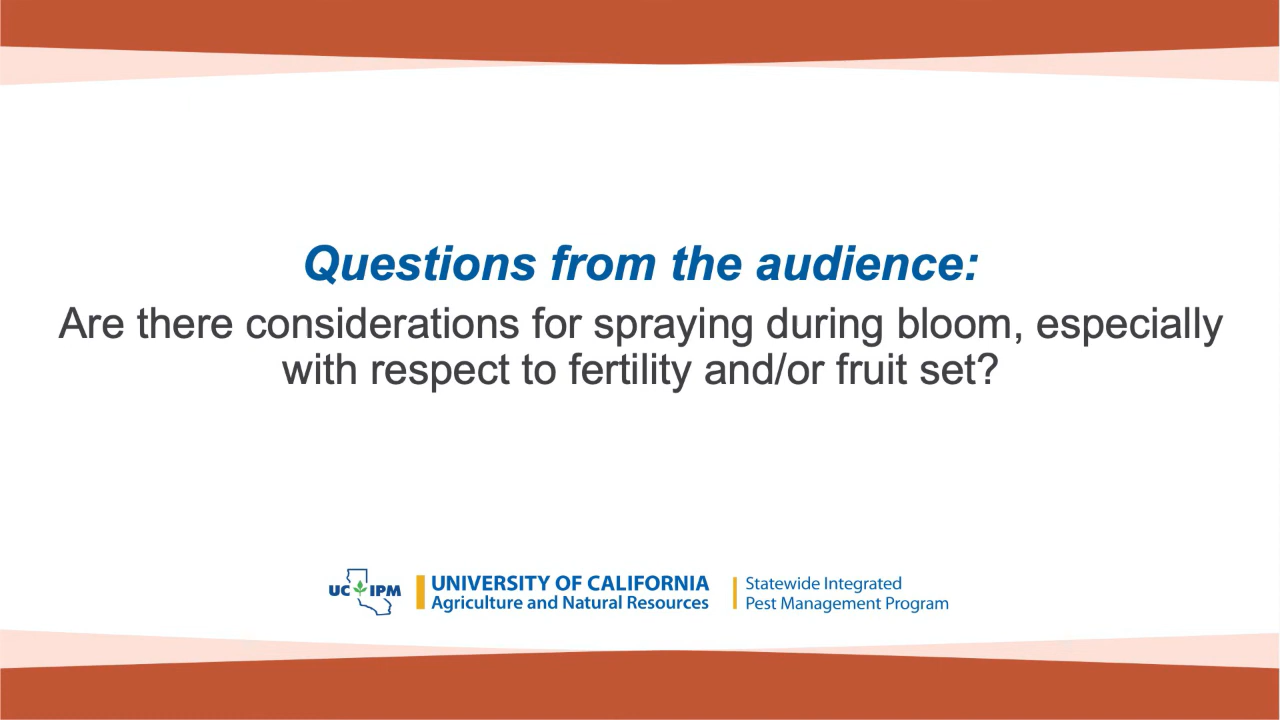 Questions from the audience:
Are there considerations for spraying during bloom, especially
with respect to fertility and/or fruit set?
UC IPM
UNIVERSITY OF CALIFORNIA
Agriculture and Natural Resources
Statewide Integrated
Pest Management Program